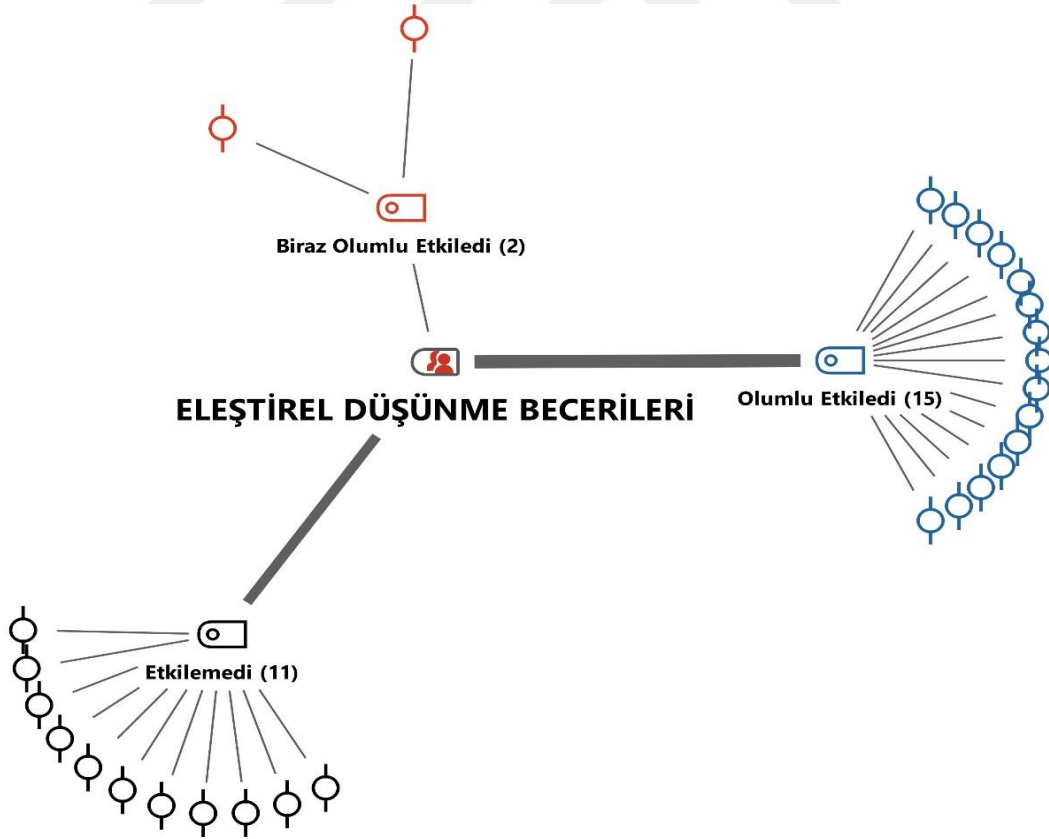 Biraz Olumlu Etkiledi (2)
ELEŞTİREL DÜŞÜNME BECERİLERİ
Olumlu Etkiledi (15)
Etkilemedi (11)